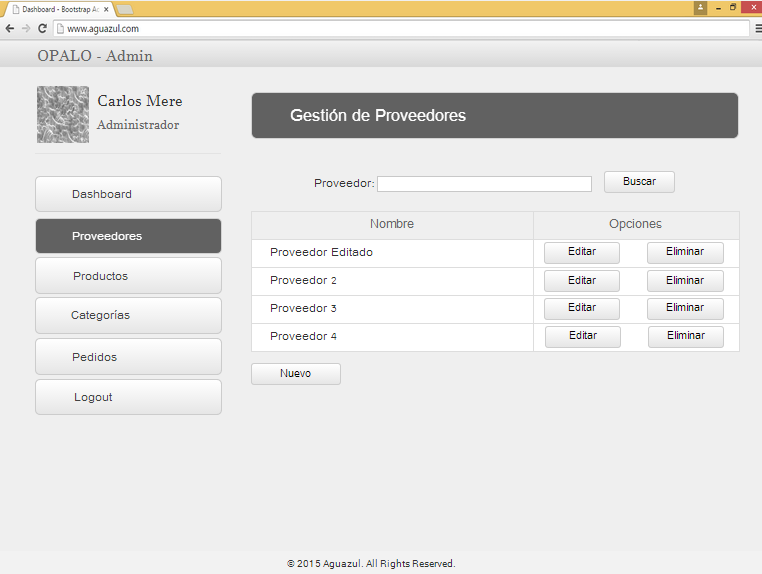 Dashboard - Bootstrap Ad
www.aguazul.com
OPALO - Admin
Carlos Mere
Administrador
Dashboard
Proveedores
Productos
Categorías
Pedidos
Logout
Gestión de Proveedores
Proveedor: Buscar
Nombre Opciones
Proveedor Editado Editar Eliminar
Proveedor 2 Editar Eliminar
Proveedor 3 Editar Eliminar
Proveedor 4 Editar Eliminar
Nuevo
© 2015 Aguazul. All Rights Reserved.